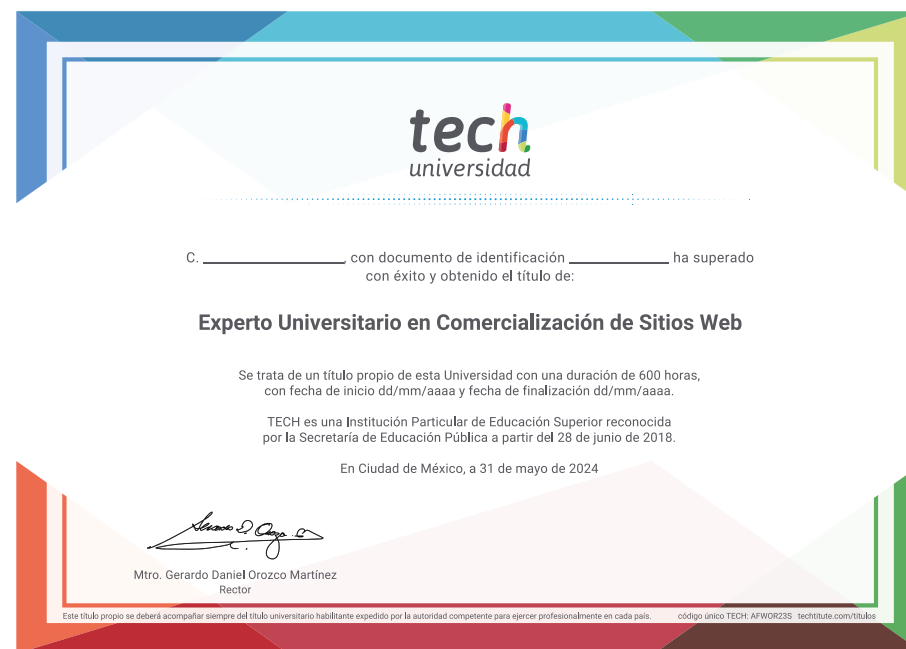 tech
universidad
C. ____________________, con documento de identificación ______________ ha superado
con éxito y obtenido el título de:
Experto Universitario en Comercialización de Sitios Web
Se trata de un título propio de esta Universidad con una duración de 600 horas,
con fecha de inicio dd/mm/aaaa y fecha de finalización dd/mm/aaaa.
TECH es una Institución Particular de Educación Superior reconocida
por la Secretaría de Educación Pública a partir del 28 de junio de 2018.
En Ciudad de México, a 31 de mayo de 2024
Mtro. Gerardo Daniel Orozco Martínez
Rector
Este título propio se deberá acompañar siempre del título universitario habilitante expedido por la autoridad competente para ejercer profesionalmente en cada país. código único TECH: AFWOR23S techtitute.com/titulos